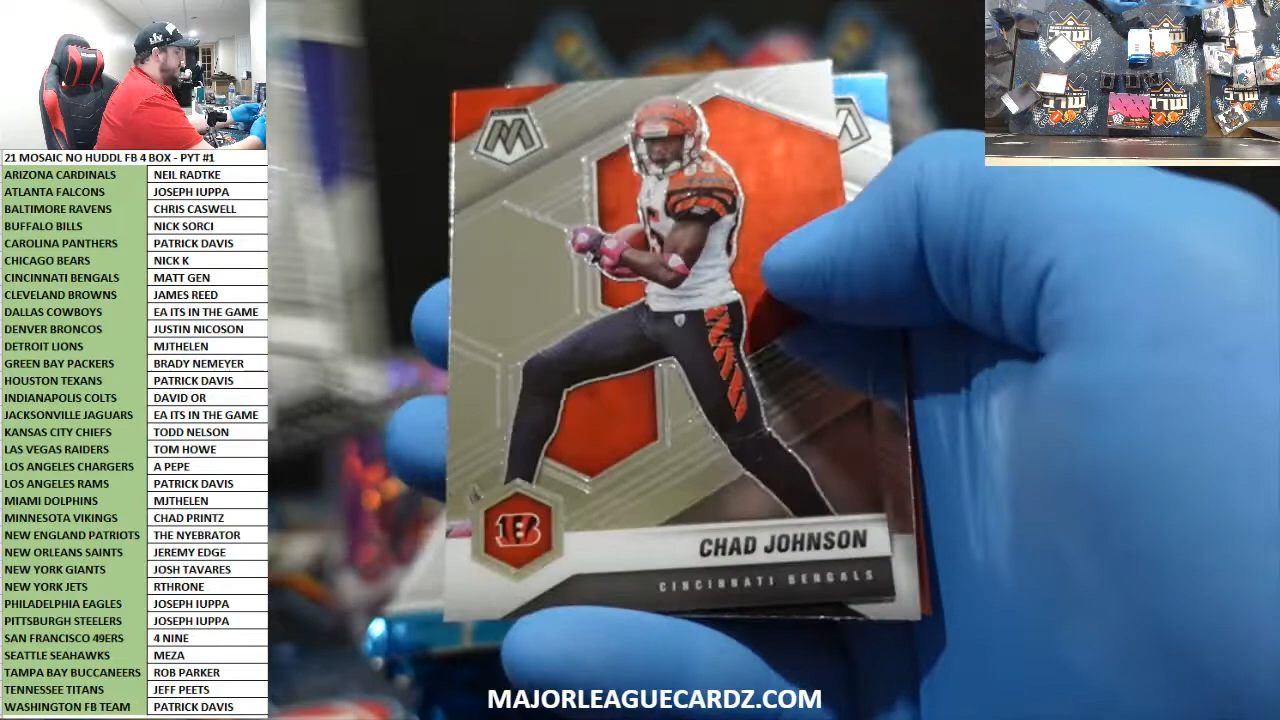 21 MOSAIC NO HUDDL FB 4 BOX - PYT #1
ARIZONA CARDINALS NEIL RADTKE
ATLANTA FALCONS JOSEPH IUPPA
BALTIMORE RAVENS CHRIS CASWELL
BUFFALO BILLS NICK SORCI
CAROLINA PANTHERS PATRICK DAVIS
CHICAGO BEARS NICK K
CINCINNATI BENGALS MATT GEN
CLEVELAND BROWNS JAMES REED
DALLAS COWBOYS EA ITS IN THE GAME
DENVER BRONCOS JUSTIN NICOSON
DETROIT LIONS MJTHELEN
GREEN BAY PACKERS BRADY NEMEYER
HOUSTON TEXANS PATRICK DAVIS
INDIANAPOLIS COLTS DAVID OR
JACKSONVILLE JAGUARS EA ITS IN THE GAME
KANSAS CITY CHIEFS TODD NELSON
LAS VEGAS RAIDERS TOM HOWE
LOS ANGELES CHARGERS A PEPE
LOS ANGELES RAMS PATRICK DAVIS
MIAMI DOLPHINS MJTHELEN
MINNESOTA VIKINGS CHAD PRINTZ
NEW ENGLAND PATRIOTS THE NYEBRATOR
NEW ORLEANS SAINTS JEREMY EDGE
NEW YORK GIANTS JOSH TAVARES
NEW YORK JETS RTHRONE
PHILADELPHIA EAGLES JOSEPH IUPPA
PITTSBURGH STEELERS JOSEPH IUPPA
SAN FRANCISCO 49ERS 4 NINE
SEATTLE SEAHAWKS MEZA
TAMPA BAY BUCCANEERS ROB PARKER
TENNESSEE TITANS JEFF PEETS
WASHINGTON FB TEAM PATRICK DAVIS
CHAD JOHNSON
CINCINNATI BENGALS
MAJORLEAGUECARDZ.COM